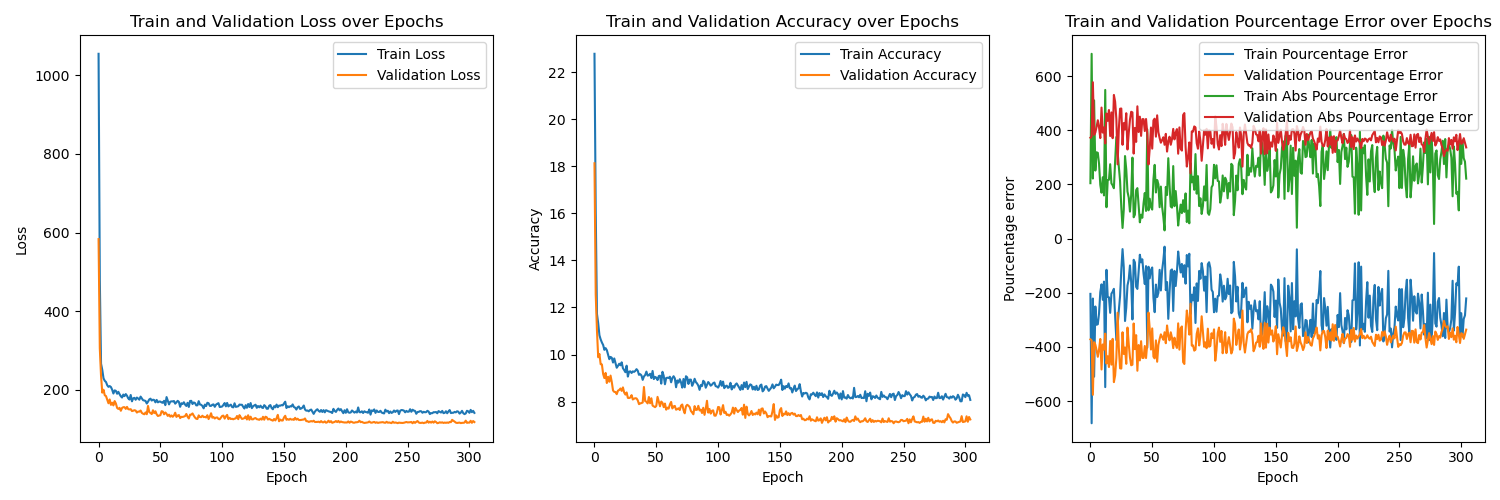 Train and Validation Loss over Epochs
Train Loss
Validation Loss
1000
800
600
400
200
Loss
0
50
100
150
200
250
300
Epoch
Train and Validation Accuracy over Epochs
Train Accuracy
Validation Accuracy
22
20
18
16
14
12
10
8
Accuracy
0
50
100
150
200
250
300
Epoch
Train and Validation Pourcentage Error over Epochs
Train Pourcentage Error
Validation Pourcentage Error
Train Abs Pourcentage Error
Validation Abs Pourcentage Error
600
400
200
0
−200
−400
−600
Pourcentage error
0
50
100
150
200
250
300
Epoch